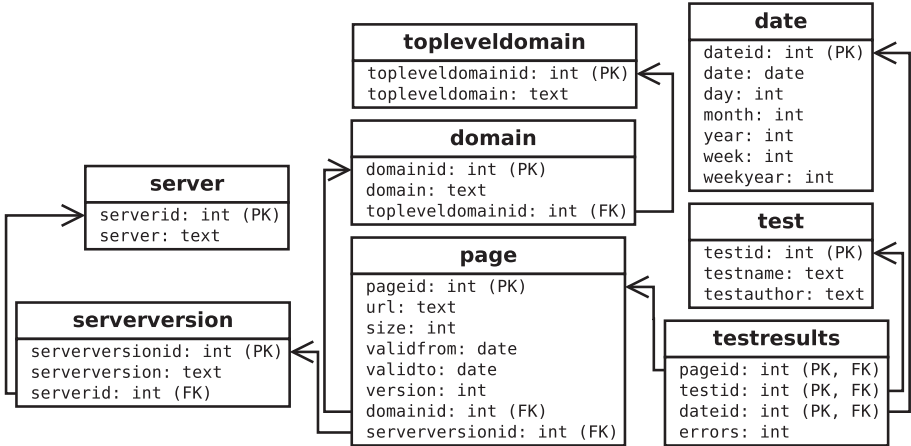 topleveldomain
topleveldomainid: int (PK)
topleveldomain: text
date
dateid: int (PK)
date: date
day: int
month: int
year: int
week: int
weekyear: int
domain
domainid: int (PK)
domain: text
topleveldomainid: int (FK)
server
serverid: int (PK)
server: text
test
testid: int (PK)
testname: text
testauthor: text
page
pageid: int (PK)
url: text
size: int
validfrom: date
validto: date
version: int
domainid: int (FK)
serverversionid: int (FK)
serverversion
serverversionid: int (PK)
serverversion: text
serverid: int (FK)
testresults
pageid: int (PK, FK)
testid: int (PK, FK)
dateid: int (PK, FK)
errors: int